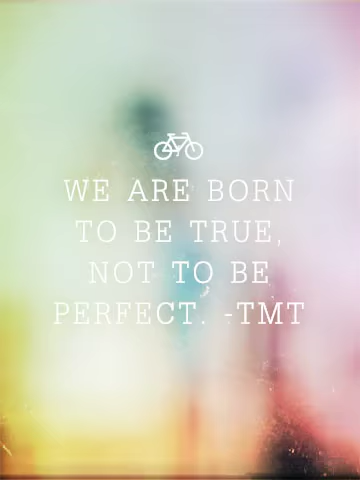 WE ARE BORN
TO BE TRUE,
NOT TO BE
PERFECT. -TMT